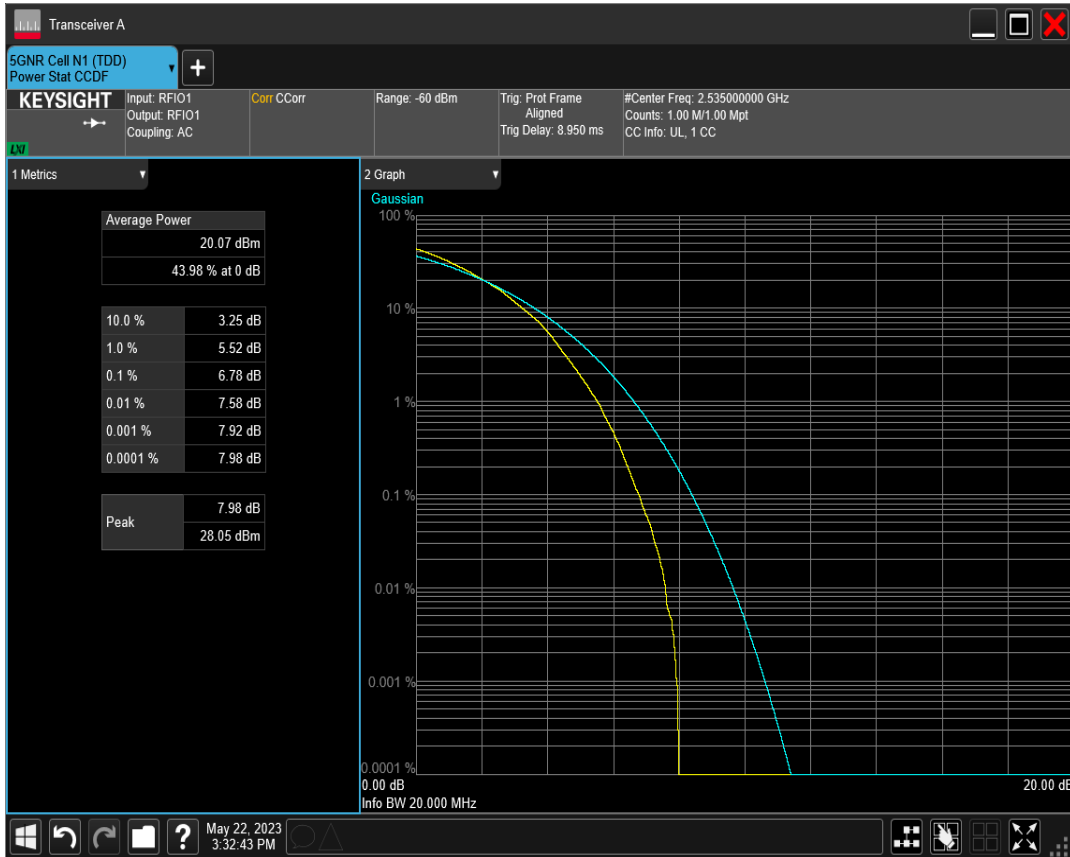 Transceiver A
5GNR Cell N1 (TDD)
Power Stat CCDF
+
KEYSIGHT
LXI
Input: RFIO1
Output: RFIO1
Coupling: AC
Corr CCorr
Range: -60 dBm
Trig: Prot Frame
Aligned
Trig Delay: 8.950 ms
#Center Freq: 2.535000000 GHz
Counts: 1.00 M/1.00 Mpt
CC Info: UL, 1 CC
1 Metrics
Average Power
20.07 dBm
43.98 % at 0 dB
10.0 % 3.25 dB
1.0 % 5.52 dB
0.1 % 6.78 dB
0.01 % 7.58 dB
0.001 % 7.92 dB
0.0001 % 7.98 dB
Peak
7.98 dB
28.05 dBm
2 Graph
Gaussian
100 %
10 %
1 %
0.1 %
0.01 %
0.001 %
0.0001 %
0.00 dB
20.00 dB
Info BW 20.000 MHz
?
May 22, 2023
3:32:43 PM